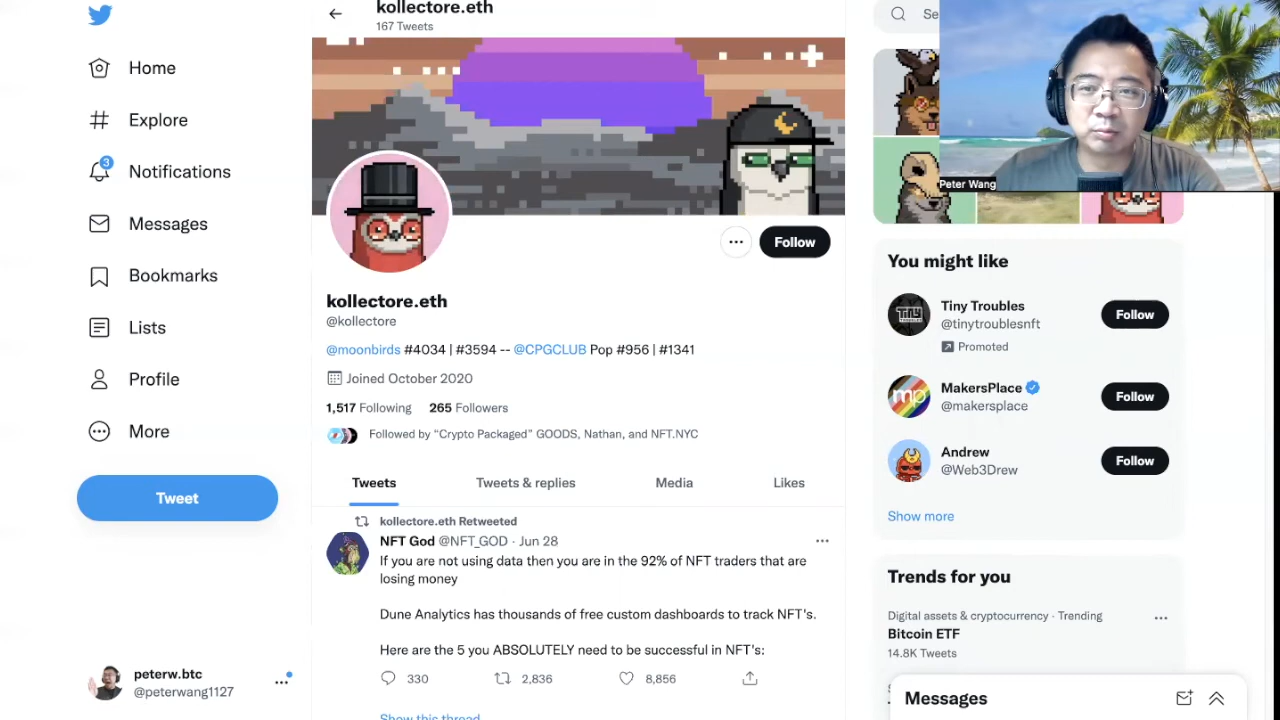 kollectore.eth
167 Tweets
Se
Home
Explore
3
Notifications
Messages
Bookmarks
Lists
Profile
More
Tweet
peterw.btc
@peterwang1127
Follow
kollectore.eth
@kollectore
@moonbirds #4034 | #3594 -- @CPGCLUB Pop #956 | #1341
Joined October 2020
1,517 Following 265 Followers
Followed by "Crypto Packaged" GOODS, Nathan, and NFT.NYC
Tweets Tweets & replies Media Likes
kollectore.eth Retweeted
NFT God @NFT_GOD · Jun 28
If you are not using data then you are in the 92% of NFT traders that are
losing money
Dune Analytics has thousands of free custom dashboards to track NFT's.
Here are the 5 you ABSOLUTELY need to be successful in NFT's:
330 2,836 8,856
Show this thread
Peter Wang
You might like
Tiny Troubles
@tinytroublesnft
Promoted
Follow
MakersPlace
@makersplace
Follow
Andrew
@Web3Drew
Follow
Show more
Trends for you
Digital assets & cryptocurrency · Trending
Bitcoin ETF
14.8K Tweets
Messages